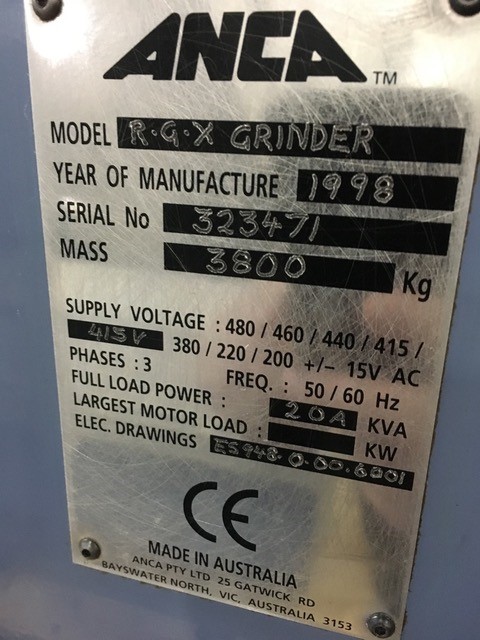 ANCA™
MODEL R.G.X GRINDER
YEAR OF MANUFACTURE 1998
SERIAL No 323471
MASS 3800 Kg
SUPPLY VOLTAGE : 480 / 460 / 440 / 415 /
415V 380 / 220 / 200 +/– 15V AC
PHASES : 3 FREQ. : 50 / 60 Hz
FULL LOAD POWER : 20A KVA
LARGEST MOTOR LOAD : KW
ELEC. DRAWINGS ES948-0-00-6001
CE
MADE IN AUSTRALIA
ANCA PTY LTD 25 GATWICK RD
BAYSWATER NORTH, VIC, AUSTRALIA 3153